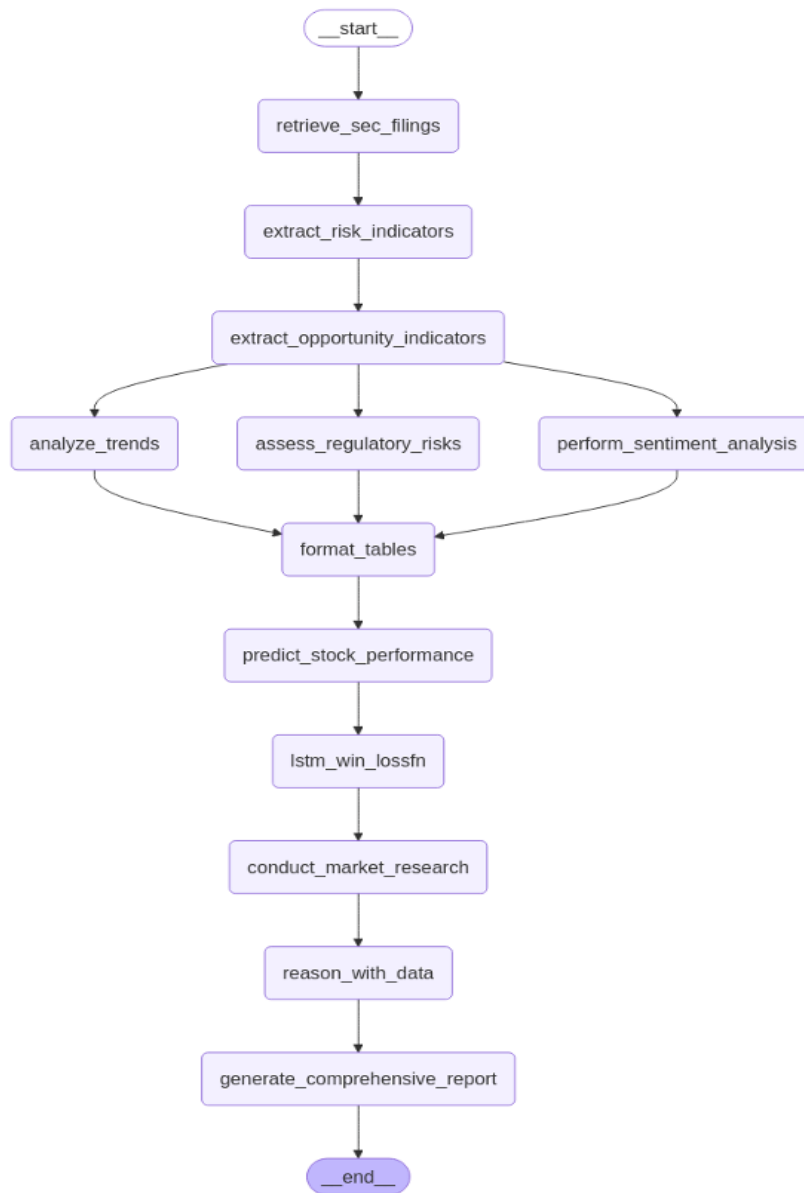 __start__
retrieve_sec_filings
extract_risk_indicators
extract_opportunity_indicators
analyze_trends
assess_regulatory_risks
perform_sentiment_analysis
format_tables
predict_stock_performance
lstm_win_lossfn
conduct_market_research
reason_with_data
generate_comprehensive_report
__end__